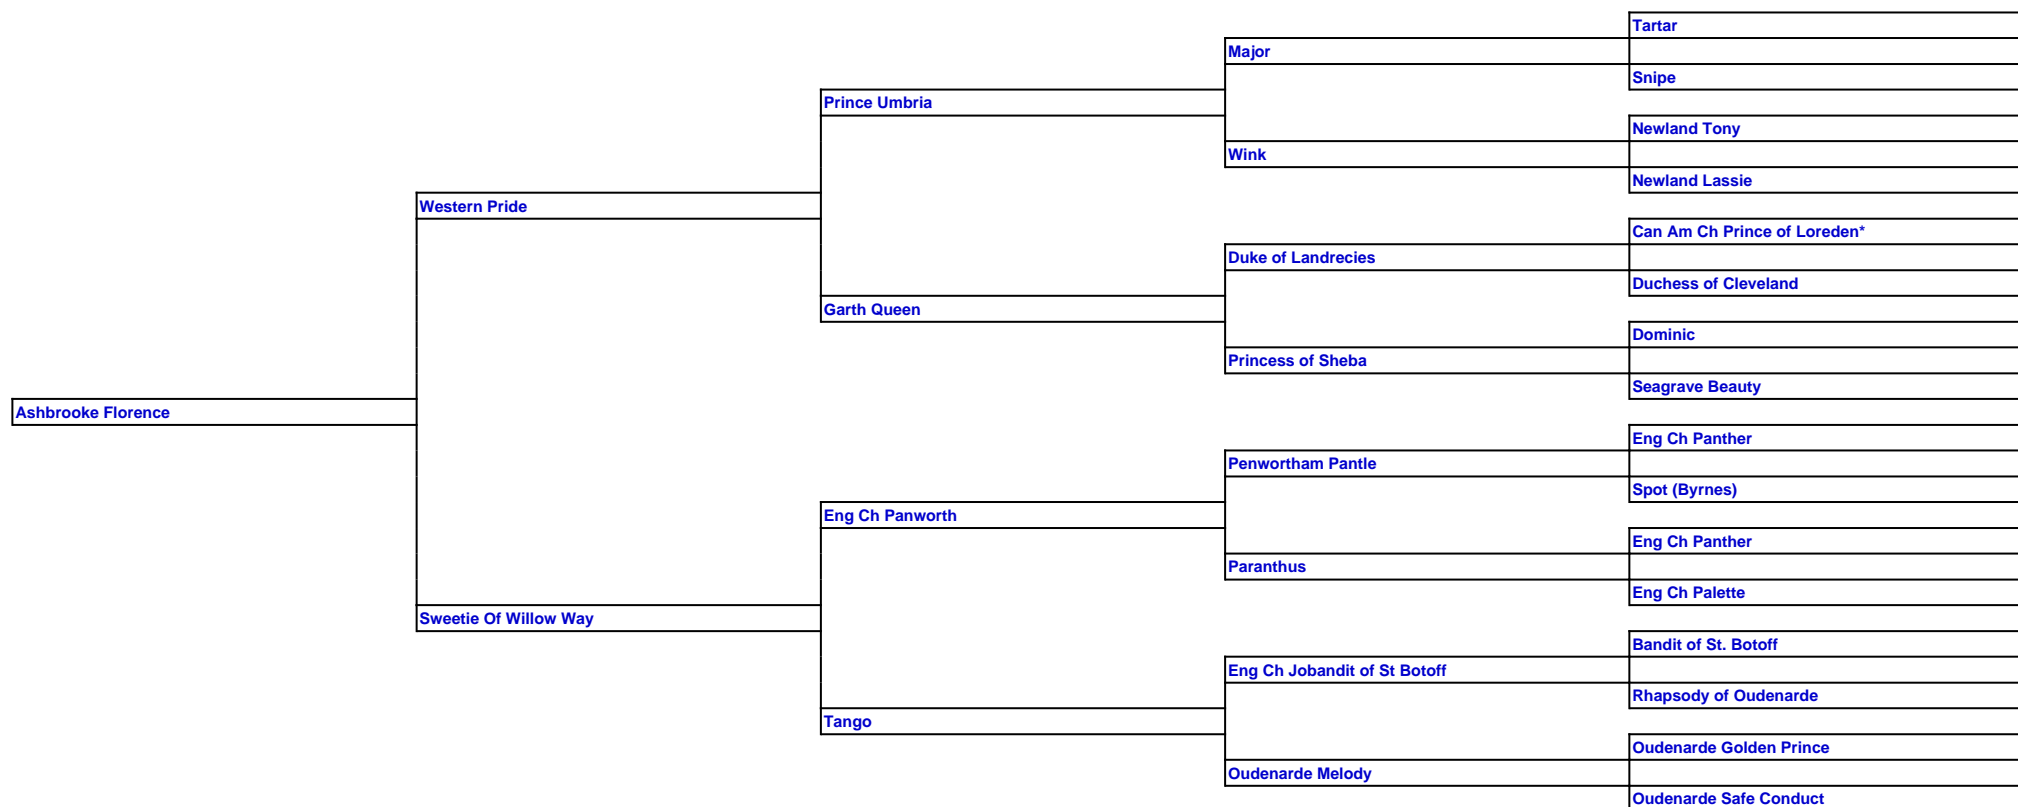 Tartar
Major
Snipe
Prince Umbria
Newland Tony
Wink
Newland Lassie
Western Pride
Can Am Ch Prince of Loreden*
Duke of Landrecies
Duchess of Cleveland
Garth Queen
Dominic
Princess of Sheba
Seagrave Beauty
Ashbrooke Florence
Eng Ch Panther
Penwortham Pantle
Spot (Byrnes)
Eng Ch Panworth
Eng Ch Panther
Paranthus
Eng Ch Palette
Sweetie Of Willow Way
Bandit of St. Botoff
Eng Ch Jobandit of St Botoff
Rhapsody of Oudenarde
Tango
Oudenarde Golden Prince
Oudenarde Melody
Oudenarde Safe Conduct